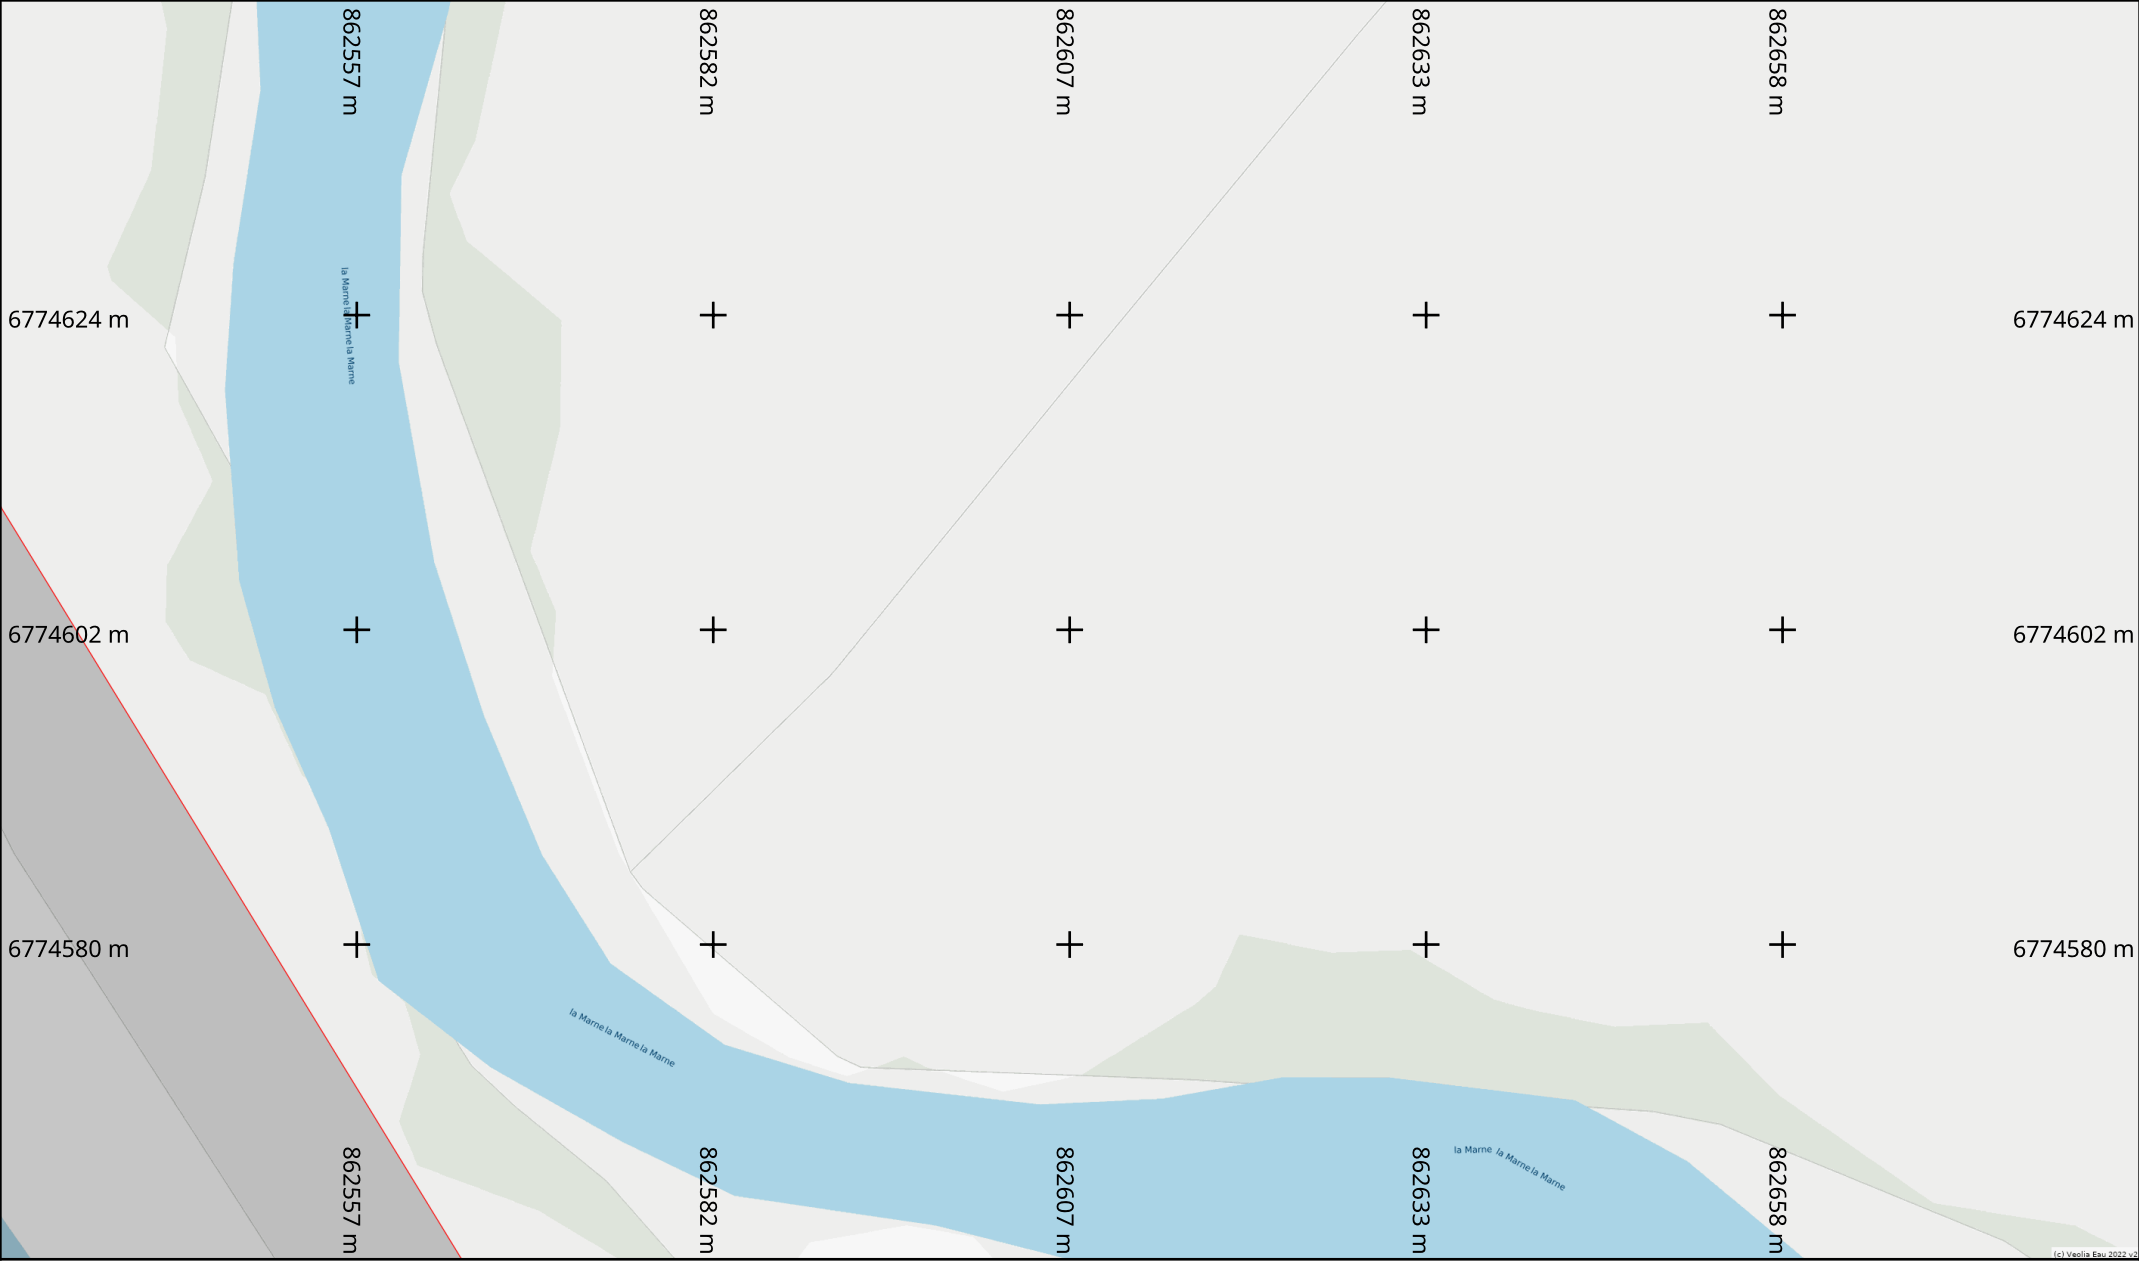 862557 m
862582 m
862607 m
862633 m
862658 m
la Marne la Marne la Marne
6774624 m
6774624 m
6774602 m
6774602 m
6774580 m
6774580 m
la Marne la Marne la Marne
la Marne la Marne la Marne
862557 m
862582 m
862607 m
862633 m
862658 m
(c) Veolia Eau 2022 v2